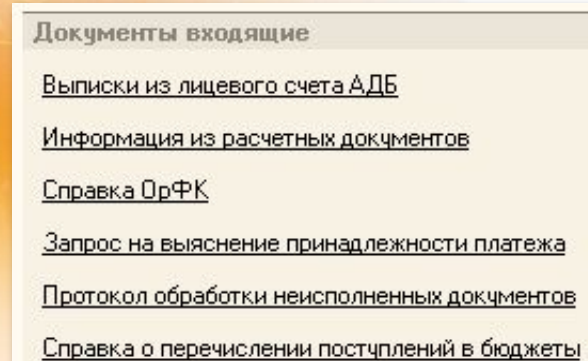 Документы входящие
Выписки из лицевого счета АДБ
Информация из расчетных документов
Справка ОрФК
Запрос на выяснение принадлежности платежа
Протокол обработки неисполненных документов
Справка о перечислении поступлений в бюджеты